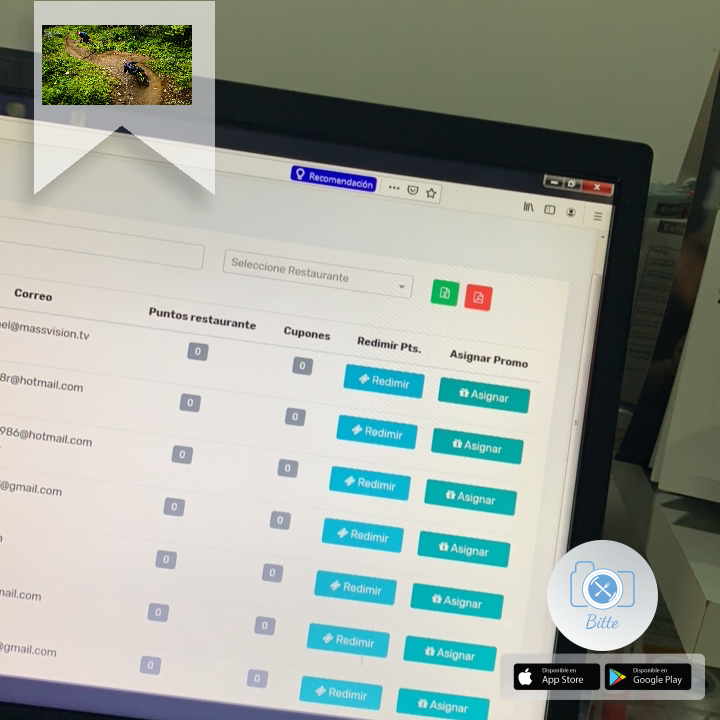 Recomendación
Seleccione Restaurante
Correo
Puntos restaurante
Cupones
Redimir Pts.
Asignar Promo
el@massvision.tv
0
0
Redimir
Asignar
8r@hotmail.com
0
0
Redimir
Asignar
986@hotmail.com
0
0
Redimir
Asignar
@gmail.com
0
0
Redimir
Asignar
0
0
Redimir
Asignar
nail.com
0
0
Redimir
Asignar
@gmail.com
0
0
Redimir
Asignar
Bitte
Disponible en
App Store
Disponible en
Google Play